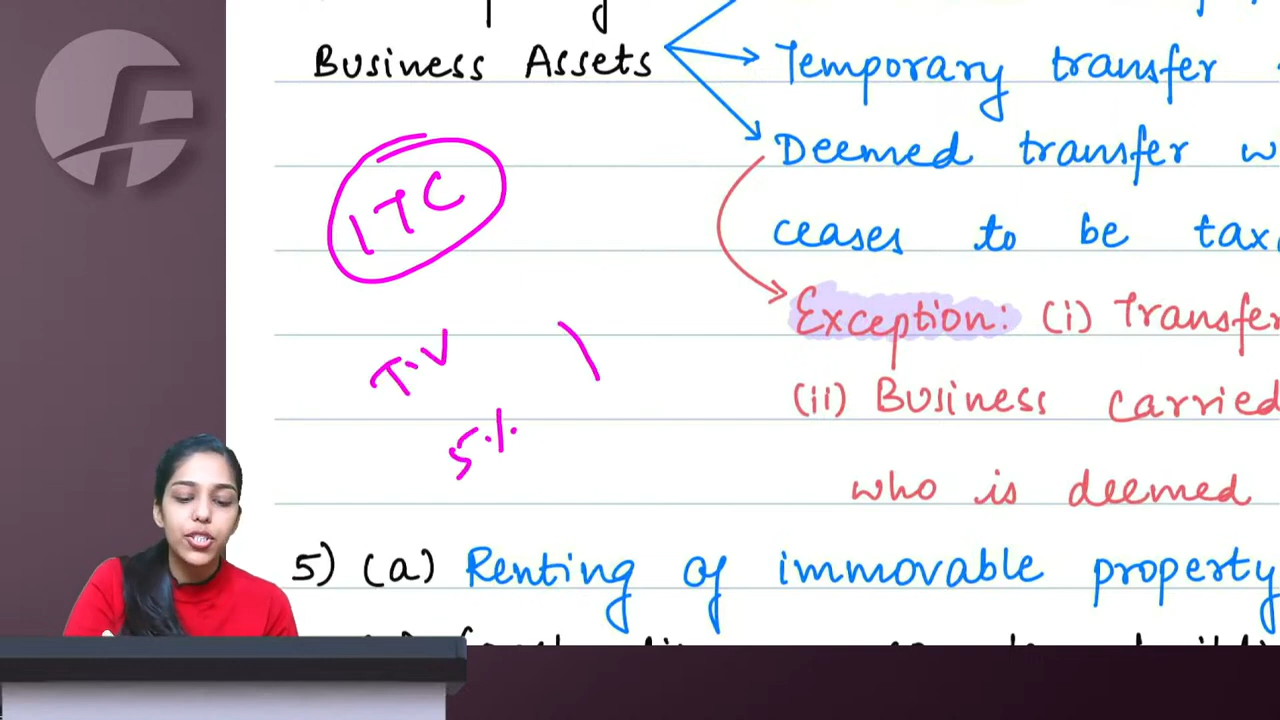 Business Assets
Temporary transfer
Deemed transfer w
ITC
ceases to be tax
Exception: (i) Transfer
T.V
(ii) Business carried
5%
who is deemed
5) (a) Renting of immovable property